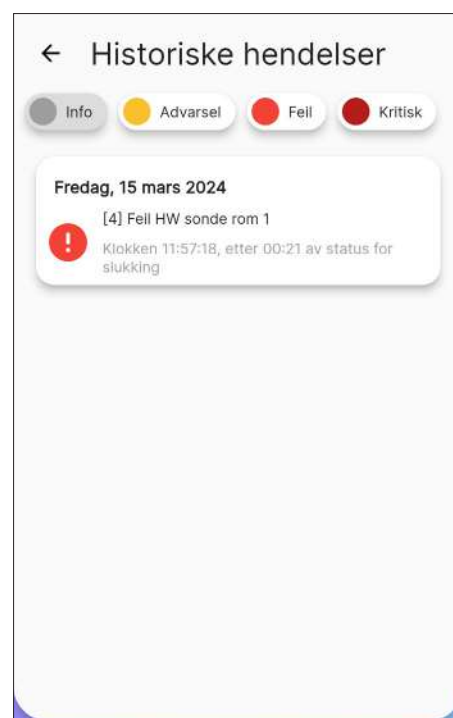 Historiske hendelser
Info Advarsel Feil Kritisk
Fredag, 15 mars 2024
[4] Feil HW sonde rom 1
Klokken 11:57:18, etter 00:21 av status for
slukking